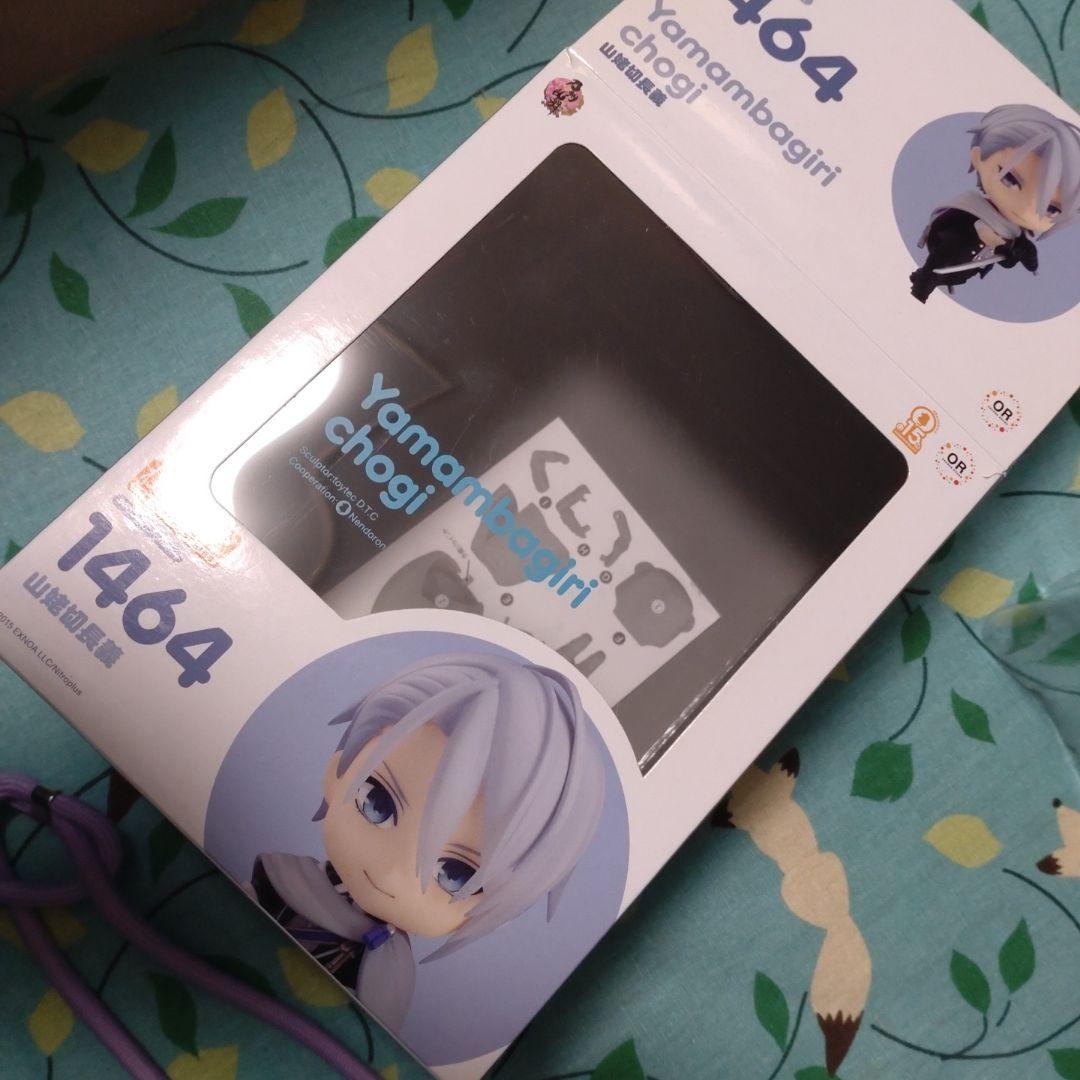 464
Yamambagiri
chogi
山姥切長義
OR
15
OR
Yamambagiri
chogi
Sculptor:toytec D.T.C
Cooperation Nendoron
1464
山姥切長義
2015 EXNOA LLC/Nitroplus